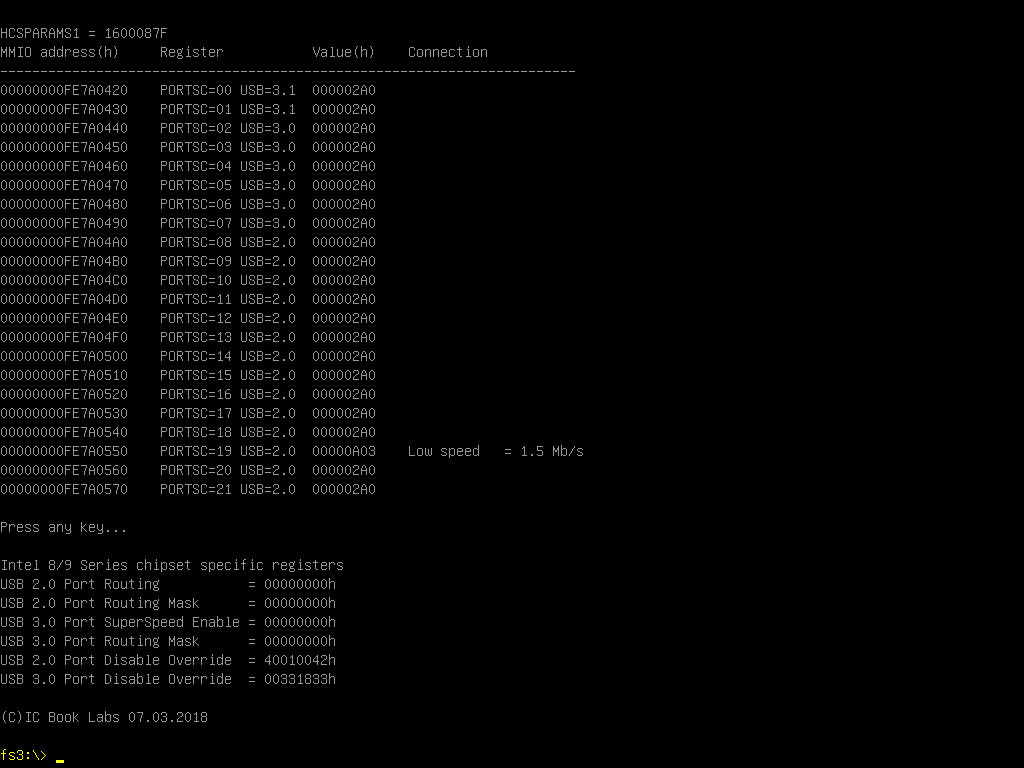 HCSPARAMS1 = 1600087F
MMIO address(h)     Register           Value(h)    Connection
------------------------------------------------------------------------
00000000FE7A0420    PORTSC=00 USB=3.1  000002A0
00000000FE7A0430    PORTSC=01 USB=3.1  000002A0
00000000FE7A0440    PORTSC=02 USB=3.0  000002A0
00000000FE7A0450    PORTSC=03 USB=3.0  000002A0
00000000FE7A0460    PORTSC=04 USB=3.0  000002A0
00000000FE7A0470    PORTSC=05 USB=3.0  000002A0
00000000FE7A0480    PORTSC=06 USB=3.0  000002A0
00000000FE7A0490    PORTSC=07 USB=3.0  000002A0
00000000FE7A04A0    PORTSC=08 USB=2.0  000002A0
00000000FE7A04B0    PORTSC=09 USB=2.0  000002A0
00000000FE7A04C0    PORTSC=10 USB=2.0  000002A0
00000000FE7A04D0    PORTSC=11 USB=2.0  000002A0
00000000FE7A04E0    PORTSC=12 USB=2.0  000002A0
00000000FE7A04F0    PORTSC=13 USB=2.0  000002A0
00000000FE7A0500    PORTSC=14 USB=2.0  000002A0
00000000FE7A0510    PORTSC=15 USB=2.0  000002A0
00000000FE7A0520    PORTSC=16 USB=2.0  000002A0
00000000FE7A0530    PORTSC=17 USB=2.0  000002A0
00000000FE7A0540    PORTSC=18 USB=2.0  000002A0
00000000FE7A0550    PORTSC=19 USB=2.0  00000A03    Low speed   = 1.5 Mb/s
00000000FE7A0560    PORTSC=20 USB=2.0  000002A0
00000000FE7A0570    PORTSC=21 USB=2.0  000002A0
Press any key...
Intel 8/9 Series chipset specific registers
USB 2.0 Port Routing           = 00000000h
USB 2.0 Port Routing Mask      = 00000000h
USB 3.0 Port SuperSpeed Enable = 00000000h
USB 3.0 Port Routing Mask      = 00000000h
USB 2.0 Port Disable Override  = 40010042h
USB 3.0 Port Disable Override  = 00331833h
(C)IC Book Labs 07.03.2018
fs3:\> _